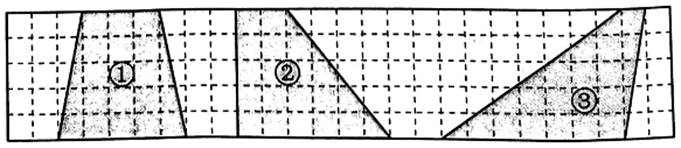 ① ② ③